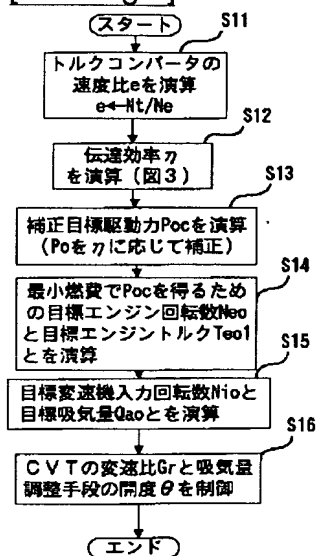 スタート
S11
トルクコンバータの
速度比eを演算
e←Nt/Ne
S12
伝達効率η
を演算(図3)
S13
補正目標駆動力Pocを演算
(Poをηに応じて補正)
S14
最小燃費でPocを得るため
の目標エンジン回転数Neo
と目標エンジントルクTeo1
とを演算
S15
目標変速機入力回転数Nioと
目標吸気量Qaoとを演算
S16
CVTの変速比Grと吸気量
調整手段の開度θを制御
エンド